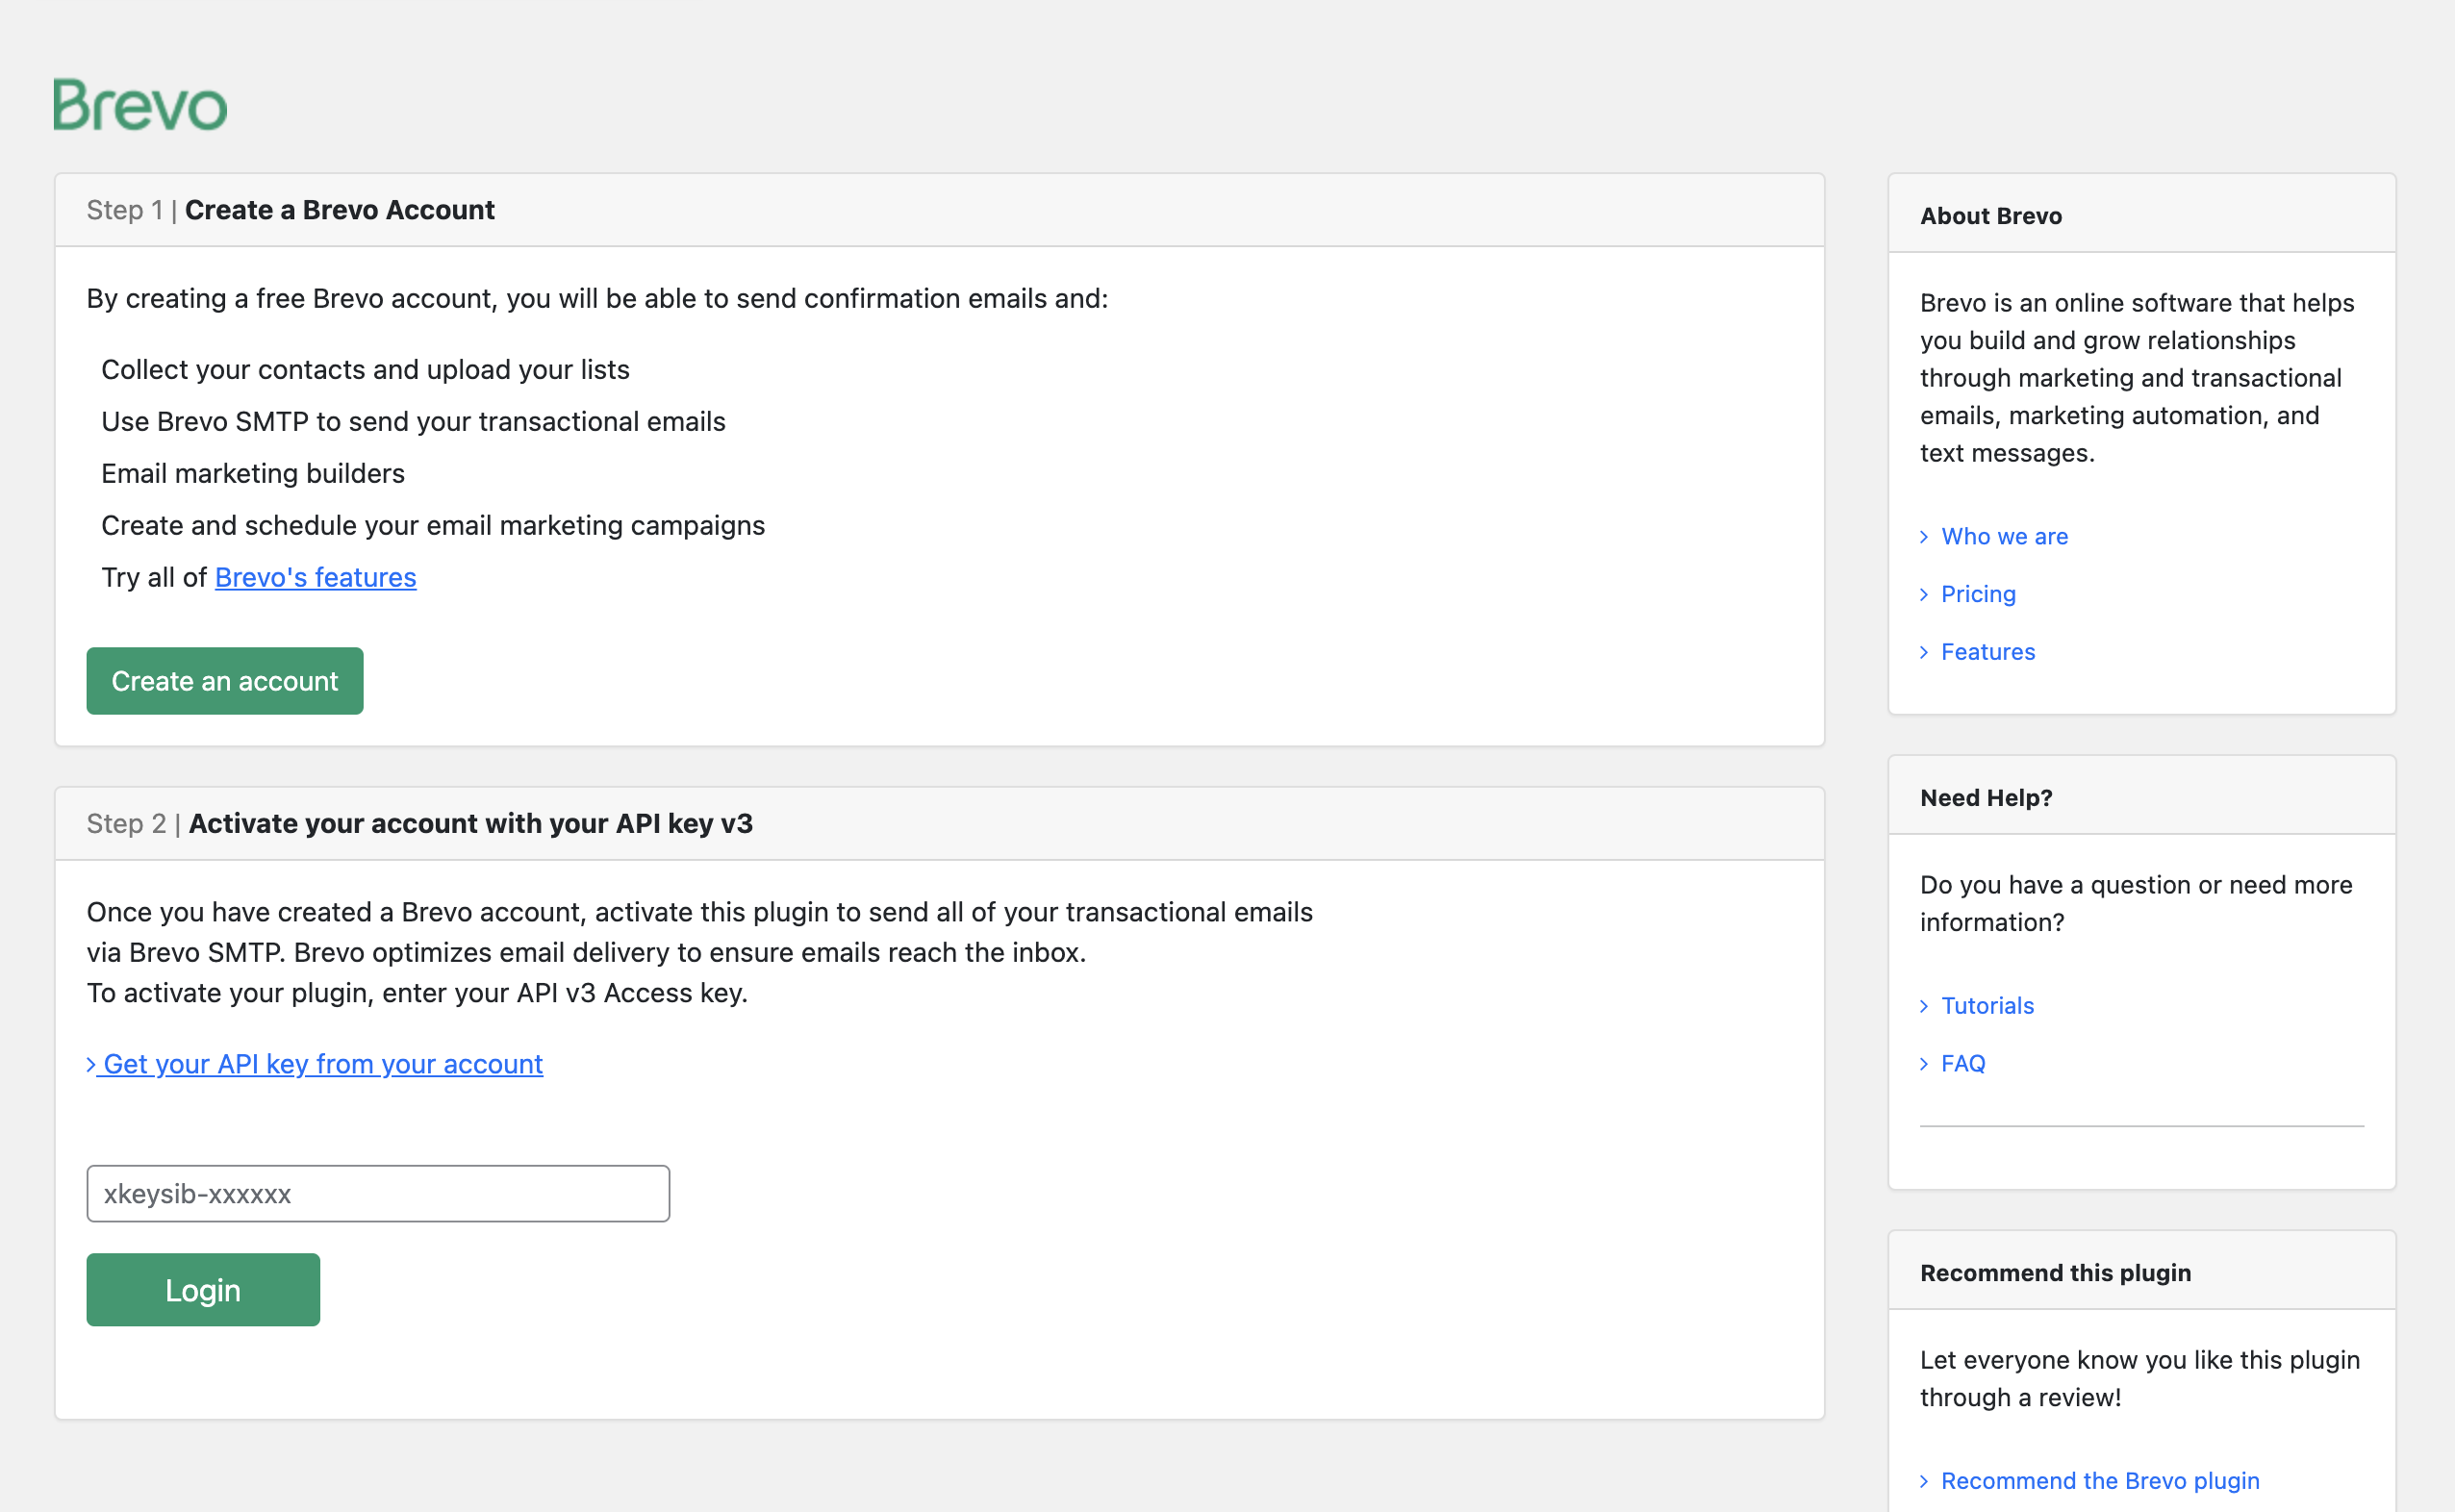 Brevo
Step 1 | Create a Brevo Account
By creating a free Brevo account, you will be able to send confirmation emails and:
Collect your contacts and upload your lists
Use Brevo SMTP to send your transactional emails
Email marketing builders
Create and schedule your email marketing campaigns
Try all of Brevo's features
Create an account
Step 2 | Activate your account with your API key v3
Once you have created a Brevo account, activate this plugin to send all of your transactional emails
via Brevo SMTP. Brevo optimizes email delivery to ensure emails reach the inbox.
To activate your plugin, enter your API v3 Access key.
> Get your API key from your account
xkeysib-xxxxxx
Login
About Brevo
Brevo is an online software that helps
you build and grow relationships
through marketing and transactional
emails, marketing automation, and
text messages.
> Who we are
> Pricing
> Features
Need Help?
Do you have a question or need more
information?
> Tutorials
> FAQ
Recommend this plugin
Let everyone know you like this plugin
through a review!
> Recommend the Brevo plugin